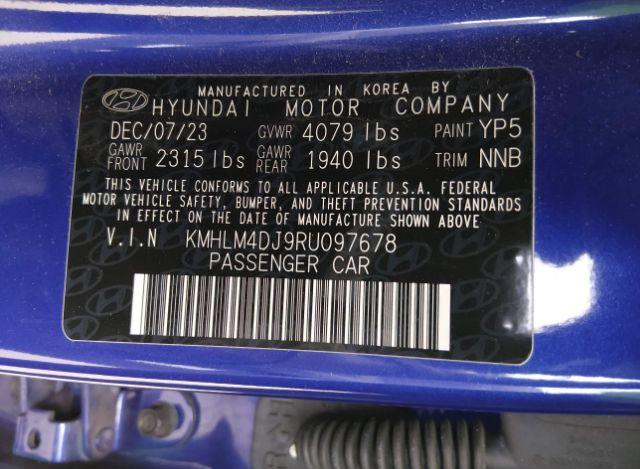 MANUFACTURED IN KOREA BY
HYUNDAI MOTOR COMPANY
DEC/07/23 GVWR 4079 lbs PAINT YP5
GAWR FRONT 2315 lbs GAWR REAR 1940 lbs TRIM NNB
THIS VEHICLE CONFORMS TO ALL APPLICABLE U.S.A. FEDERAL
MOTOR VEHICLE SAFETY, BUMPER, AND THEFT PREVENTION STANDARDS
IN EFFECT ON THE DATE OF MANUFACTURE SHOWN ABOVE
V.I.N KMHLM4DJ9RU097678
PASSENGER CAR